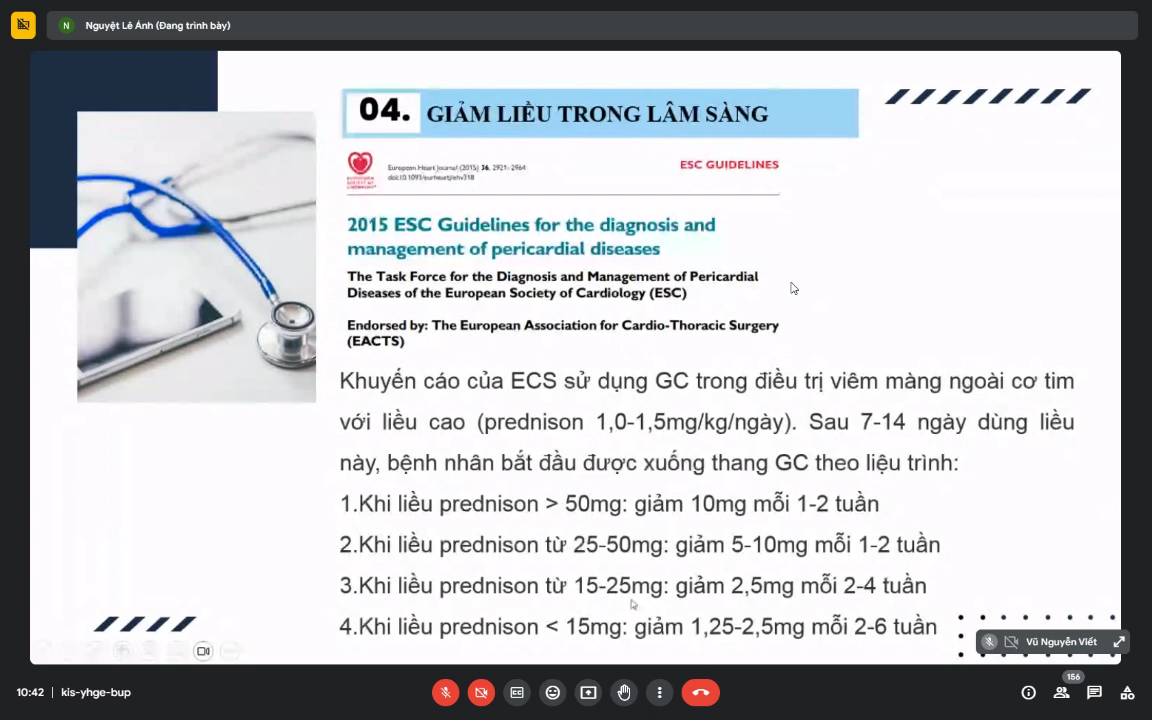 N
Nguyệt Lê Ánh (Đang trình bày)
04. GIẢM LIỀU TRONG LÂM SÀNG
European Heart Journal (2015) 36, 2921–2964
doi:10.1093/eurheartj/ehv318
ESC GUIDELINES
2015 ESC Guidelines for the diagnosis and
management of pericardial diseases
The Task Force for the Diagnosis and Management of Pericardial
Diseases of the European Society of Cardiology (ESC)
Endorsed by: The European Association for Cardio-Thoracic Surgery
(EACTS)
Khuyến cáo của ECS sử dụng GC trong điều trị viêm màng ngoài cơ tim
với liều cao (prednison 1,0-1,5mg/kg/ngày). Sau 7-14 ngày dùng liều
này, bệnh nhân bắt đầu được xuống thang GC theo liệu trình:
1.Khi liều prednison > 50mg: giảm 10mg mỗi 1-2 tuần
2.Khi liều prednison từ 25-50mg: giảm 5-10mg mỗi 1-2 tuần
3.Khi liều prednison từ 15-25mg: giảm 2,5mg mỗi 2-4 tuần
4.Khi liều prednison < 15mg: giảm 1,25-2,5mg mỗi 2-6 tuần
Vũ Nguyễn Viết
10:42 | kis-yhge-bup
156